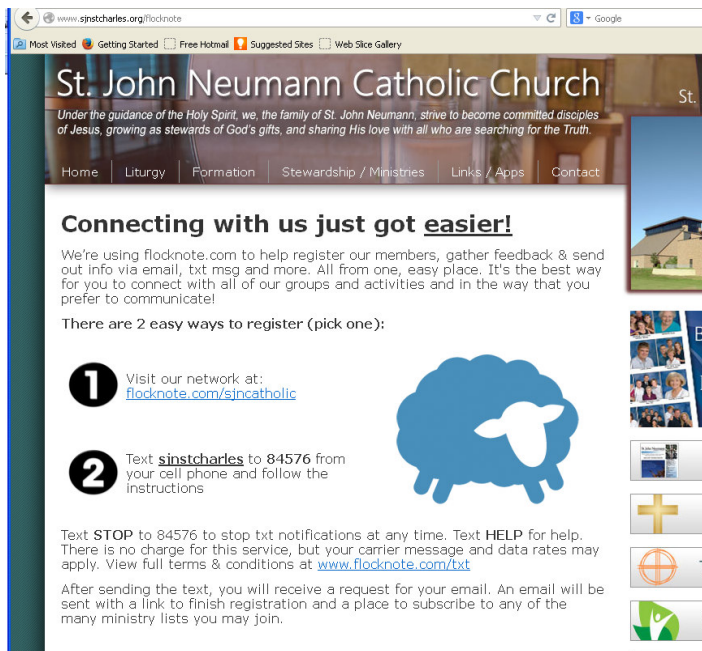 www.sjnstcharles.org/flocknote
Google
Most Visited Getting Started Free Hotmail Suggested Sites Web Slice Gallery
St. John Neumann Catholic Church
St.
Under the guidance of the Holy Spirit, we, the family of St. John Neumann, strive to become committed disciples
of Jesus, growing as stewards of God's gifts, and sharing His love with all who are searching for the Truth.
Home Liturgy Formation Stewardship / Ministries Links / Apps Contact
Connecting with us just got easier!
We're using flocknote.com to help register our members, gather feedback & send
out info via email, txt msg and more. All from one, easy place. It's the best way
for you to connect with all of our groups and activities and in the way that you
prefer to communicate!
There are 2 easy ways to register (pick one):
1 Visit our network at:
flocknote.com/sjncatholic
2 Text sjnstcharles to 84576 from
your cell phone and follow the
instructions
Text STOP to 84576 to stop txt notifications at any time. Text HELP for help.
There is no charge for this service, but your carrier message and data rates may
apply. View full terms & conditions at www.flocknote.com/txt
After sending the text, you will receive a request for your email. An email will be
sent with a link to finish registration and a place to subscribe to any of the
many ministry lists you may join.